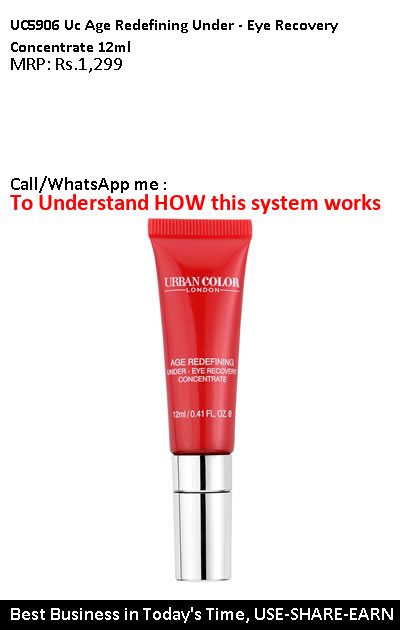 UC5906 Uc Age Redefining Under - Eye Recovery
Concentrate 12ml
MRP: Rs.1,299
Call/WhatsApp me :
To Understand HOW this system works
URBAN COLOR
LONDON
AGE REDEFINING
UNDER - EYE RECOVERY
CONCENTRATE
12ml / 0.41 FL. OZ. e
Best Business in Today's Time, USE-SHARE-EARN